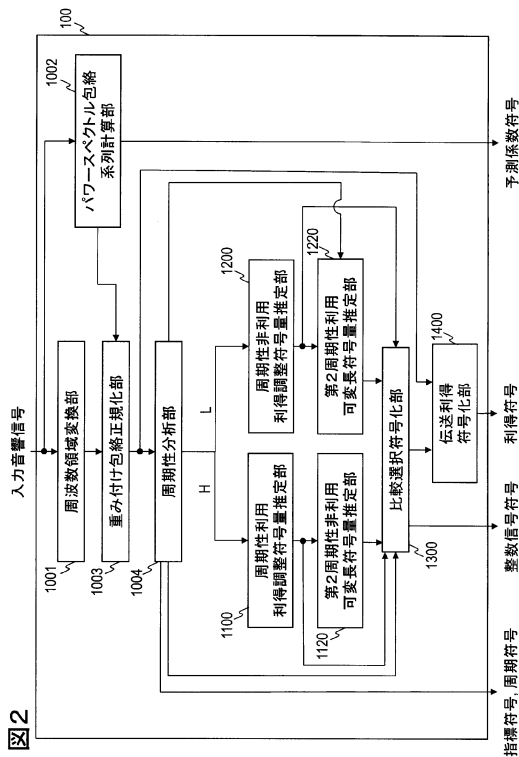 図2
100
入力音響信号
周波数領域変換部
1001
パワースペクトル包絡
系列計算部
1002
重み付け包絡正規化部
1003
周期性分析部
1004
H
L
周期性利用
利得調整符号量推定部
1100
周期性非利用
利得調整符号量推定部
1200
第2周期性非利用
可変長符号量推定部
1120
第2周期性利用
可変長符号量推定部
1220
比較選択符号化部
1300
伝送利得
符号化部
1400
指標符号, 周期符号
整数信号符号
利得符号
予測係数符号